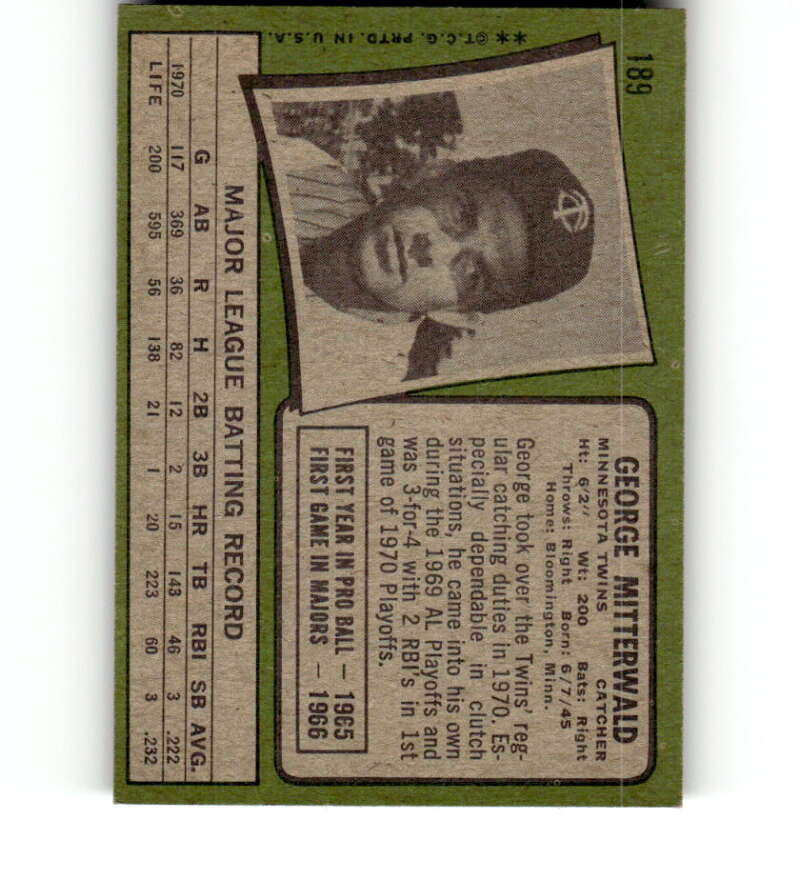 189
GEORGE MITTERWALD
MINNESOTA TWINS CATCHER
Ht: 6'2" Wt: 200 Bats: Right
Throws: Right Born: 6/7/45
Home: Bloomington, Minn.
George took over the Twins' reg-
ular catching duties in 1970. Es-
pecially dependable in clutch
situations, he came into his own
during the 1969 AL Playoffs and
was 3-for-4 with 2 RBI's in 1st
game of 1970 Playoffs.
FIRST YEAR IN PRO BALL — 1965
FIRST GAME IN MAJORS — 1966
TC
MAJOR LEAGUE BATTING RECORD
G AB R H 2B 3B HR TB RBI SB AVG.
1970 117 369 36 82 12 2 15 143 46 3 .222
LIFE 200 595 56 138 21 1 20 223 60 3 .232
** ©T.C.G. PRTD. IN U.S.A.